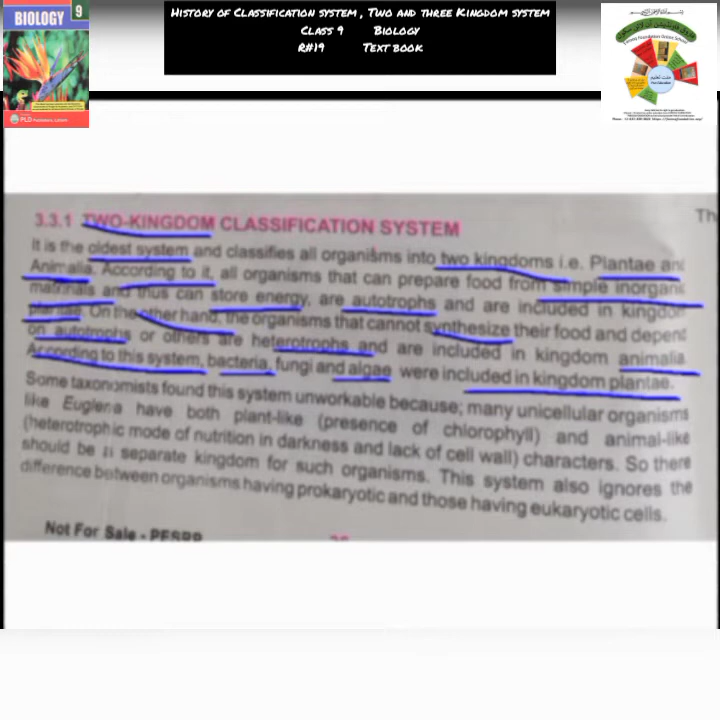 BIOLOGY 9
PLD
HISTORY OF CLASSIFICATION SYSTEM , TWO AND THREE KINGDOM SYSTEM
CLASS 9 BIOLOGY
R#19 TEXT BOOK
Th
3.3.1 TWO-KINGDOM CLASSIFICATION SYSTEM
It is the oldest system and classifies all organisms into two kingdoms i.e. Plantae and
Animalia. According to it, all organisms that can prepare food from simple inorganic
and thus can store energy, are autotrophs and are included in kingdom
plantae. On the other hand, the organisms that cannot synthesize their food and depend
on autotrophs or others are heterotrophs and are included in kingdom animalia.
According to this system, bacteria, fungi and algae were included in kingdom plantae.
Some taxonomists found this system unworkable because; many unicellular organisms
like Euglena have both plant-like (presence of chlorophyll) and animal-like
(heterotrophic mode of nutrition in darkness and lack of cell wall) characters. So there
should be a separate kingdom for such organisms. This system also ignores the
difference between organisms having prokaryotic and those having eukaryotic cells.
Not For Sale - PESRP